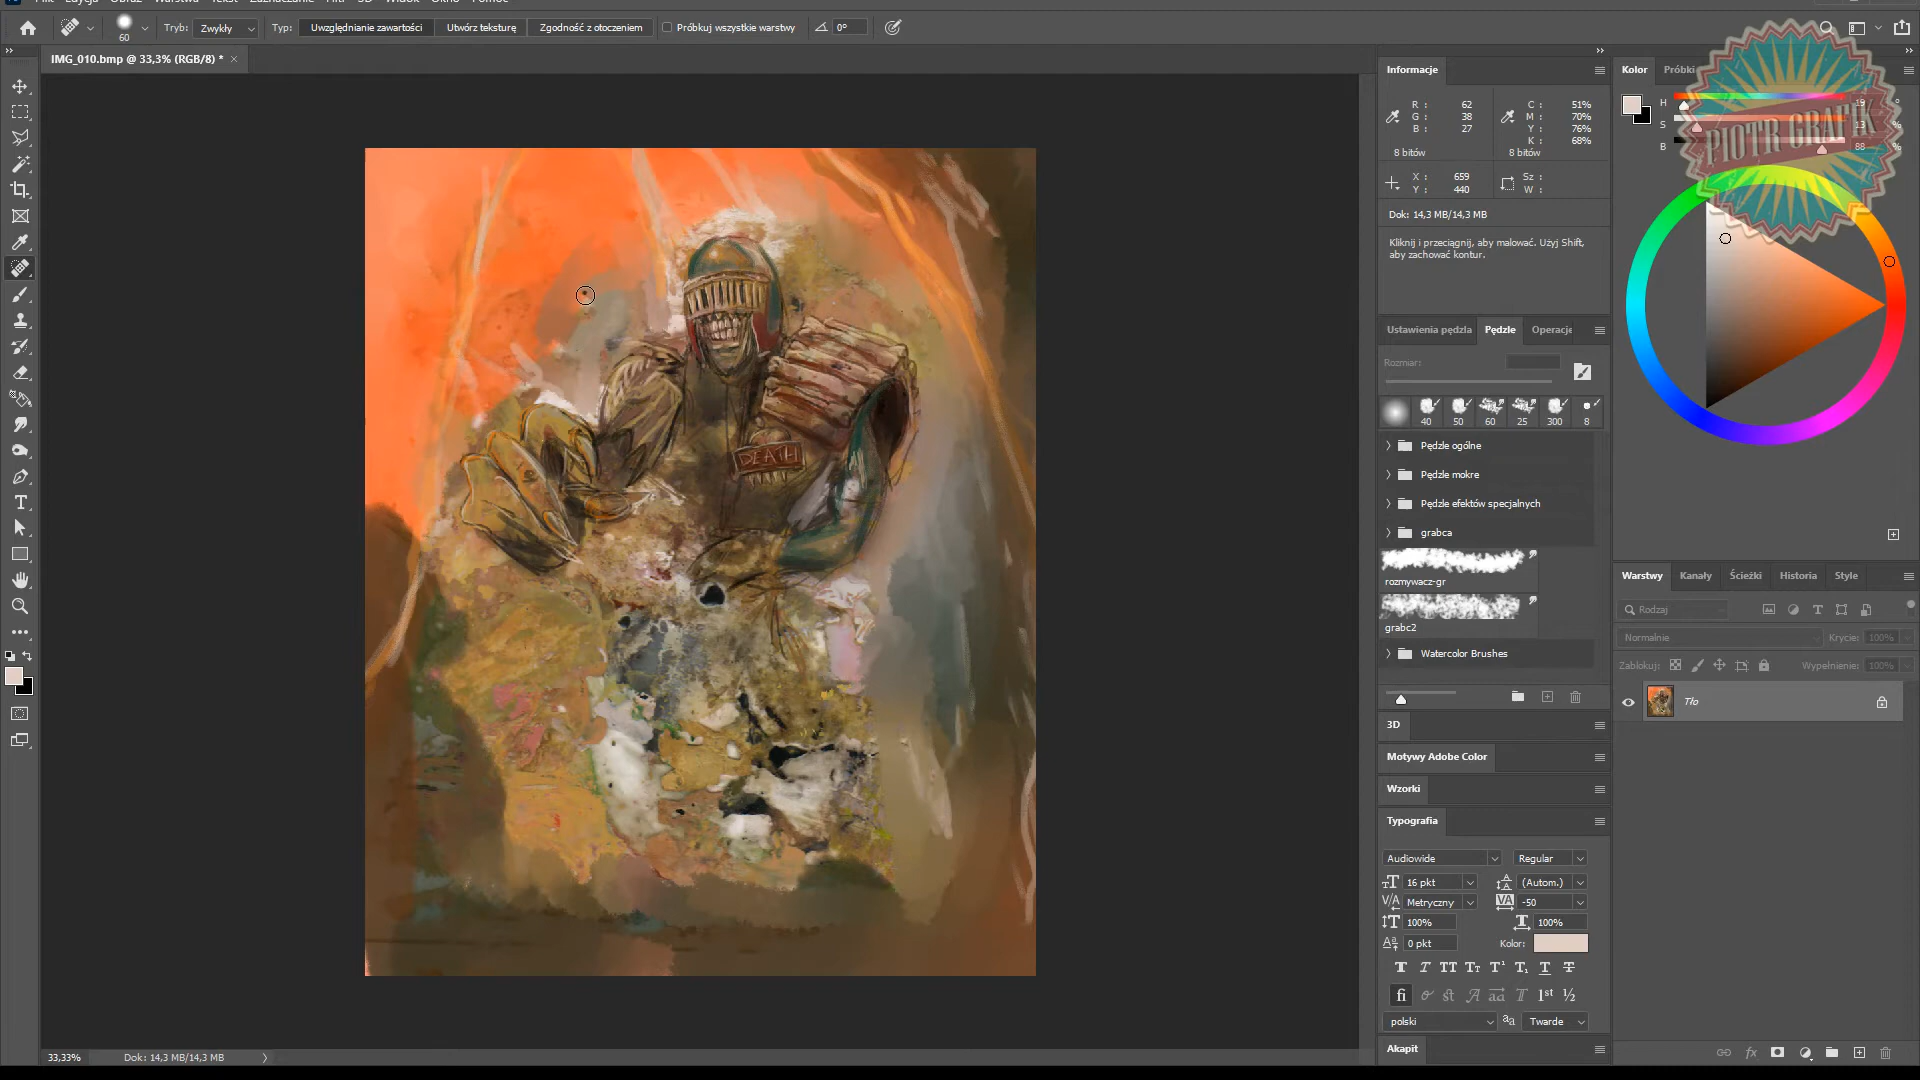 60
Tryb: Zwykły
Typ:
Uwzględnianie zawartości
Utwórz teksturę
Zgodność z otoczeniem
Próbkuj wszystkie warstwy
0°
IMG_010.bmp @ 33,3% (RGB/8) *
Informacje
R : 62
G : 38
B : 27
C : 51%
M : 70%
Y : 76%
K : 68%
8 bitów
8 bitów
X : 659
Y : 440
Sz :
W :
Dok: 14,3 MB/14,3 MB
Kliknij i przeciągnij, aby malować. Użyj Shift,
aby zachować kontur.
Ustawienia pędzla
Pędzle
Operacje
Rozmiar:
40 50 60 25 300 8
Pędzle ogólne
Pędzle mokre
Pędzle efektów specjalnych
grabca
rozmywacz-gr
grabc2
Watercolor Brushes
3D
Motywy Adobe Color
Wzorki
Typografia
Audiowide
Regular
16 pkt
(Autom.)
Metryczny
-50
100%
100%
0 pkt
Kolor:
polski
Twarde
Akapit
Kolor
Próbki
H 19 °
S 13 %
B 88 %
PIOTR GRAFIK
Warstwy
Kanały
Ścieżki
Historia
Style
Rodzaj
Normalnie
Krycie: 100%
Zablokuj:
Wypełnienie: 100%
Tło
DEATH
33,33%
Dok: 14,3 MB/14,3 MB